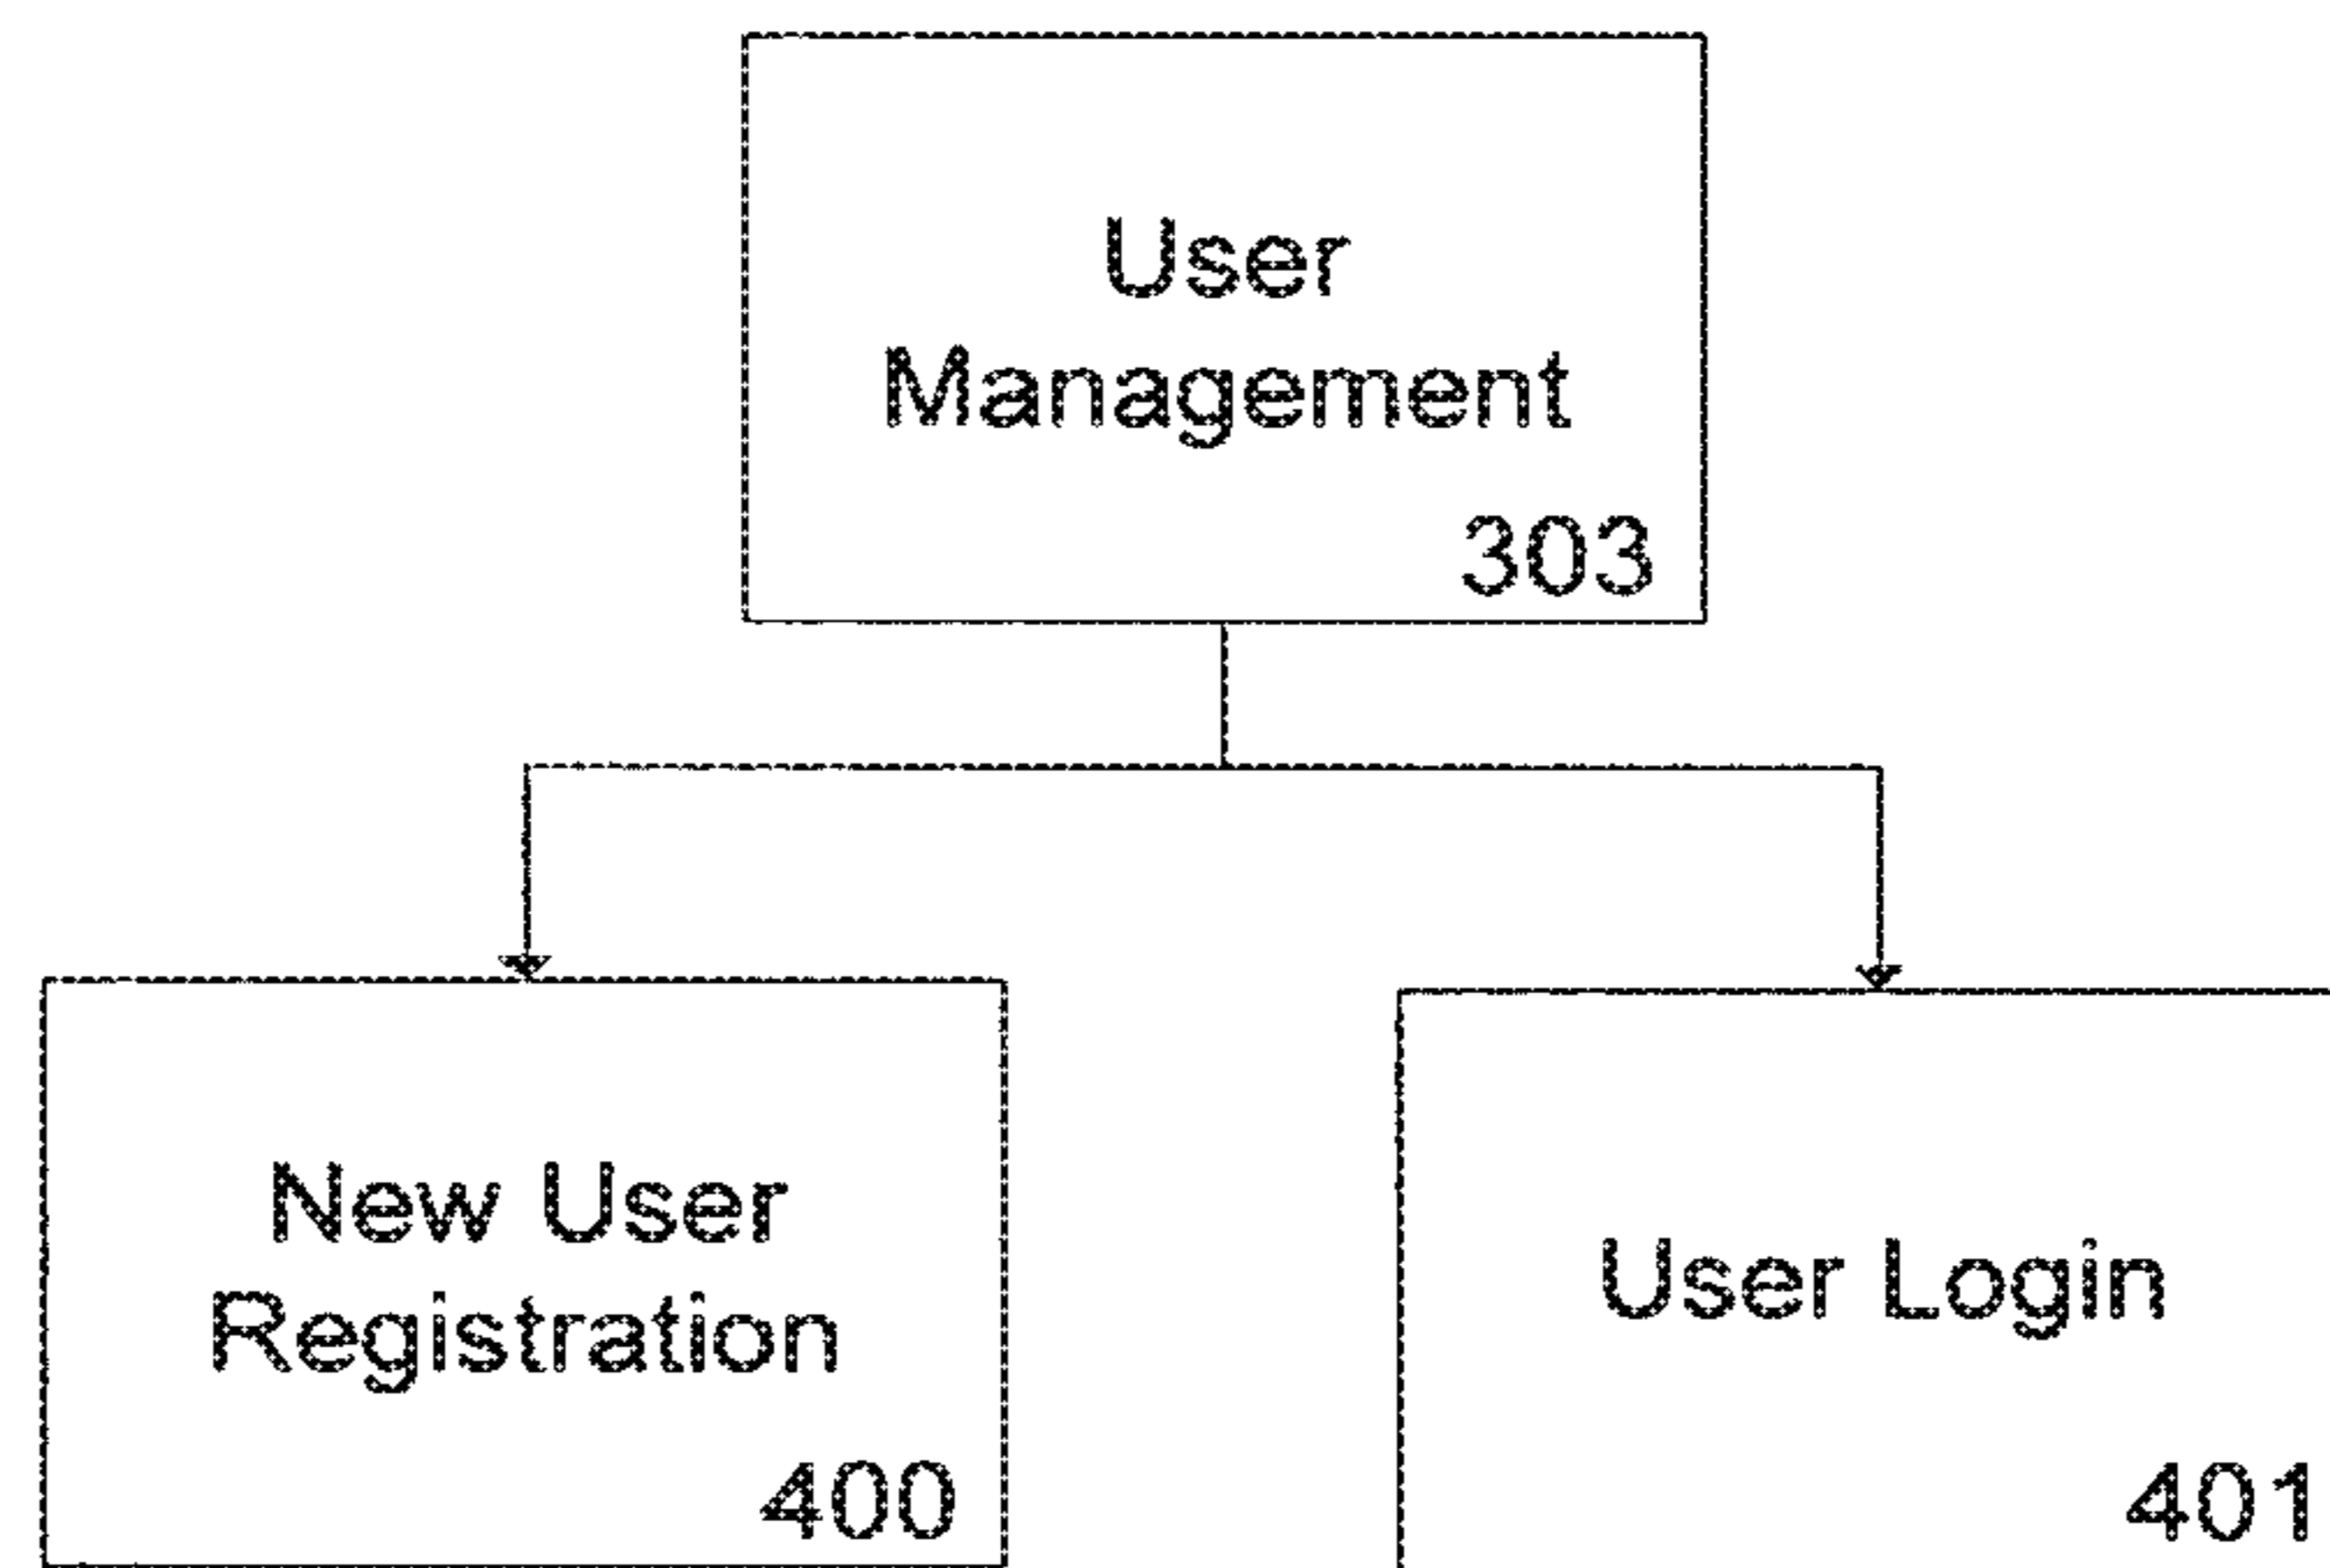 User
Management
303
New User
Registration
400
User Login
401